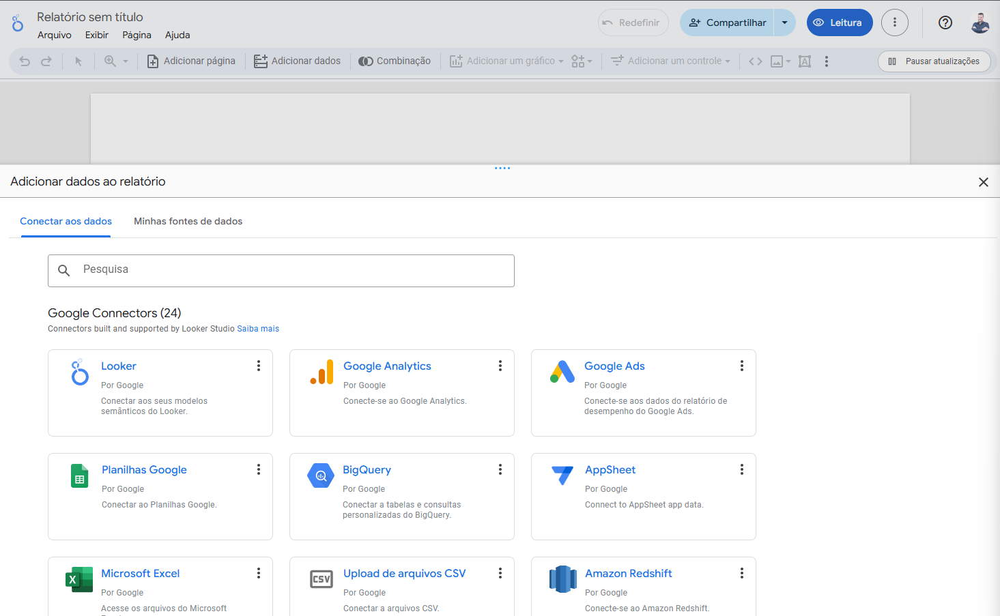 Relatório sem título
Arquivo Exibir Página Ajuda
Redefinir
Compartilhar
Leitura
Adicionar página
Adicionar dados
Combinação
Adicionar um gráfico
Adicionar um controle
Pausar atualizações
Adicionar dados ao relatório
Conectar aos dados
Minhas fontes de dados
Pesquisa
Google Connectors (24)
Connectors built and supported by Looker Studio Saiba mais
Looker
Por Google
Conectar aos seus modelos
semânticos do Looker.
Google Analytics
Por Google
Conecte-se ao Google Analytics.
Google Ads
Por Google
Conecte-se aos dados do relatório de
desempenho do Google Ads.
Planilhas Google
Por Google
Conectar ao Planilhas Google.
BigQuery
Por Google
Conectar a tabelas e consultas
personalizadas do BigQuery.
AppSheet
Por Google
Connect to AppSheet app data.
X
Microsoft Excel
Por Google
Acesse os arquivos do Microsoft
CSV
Upload de arquivos CSV
Por Google
Conectar a arquivos CSV.
Amazon Redshift
Por Google
Conecte-se ao Amazon Redshift.